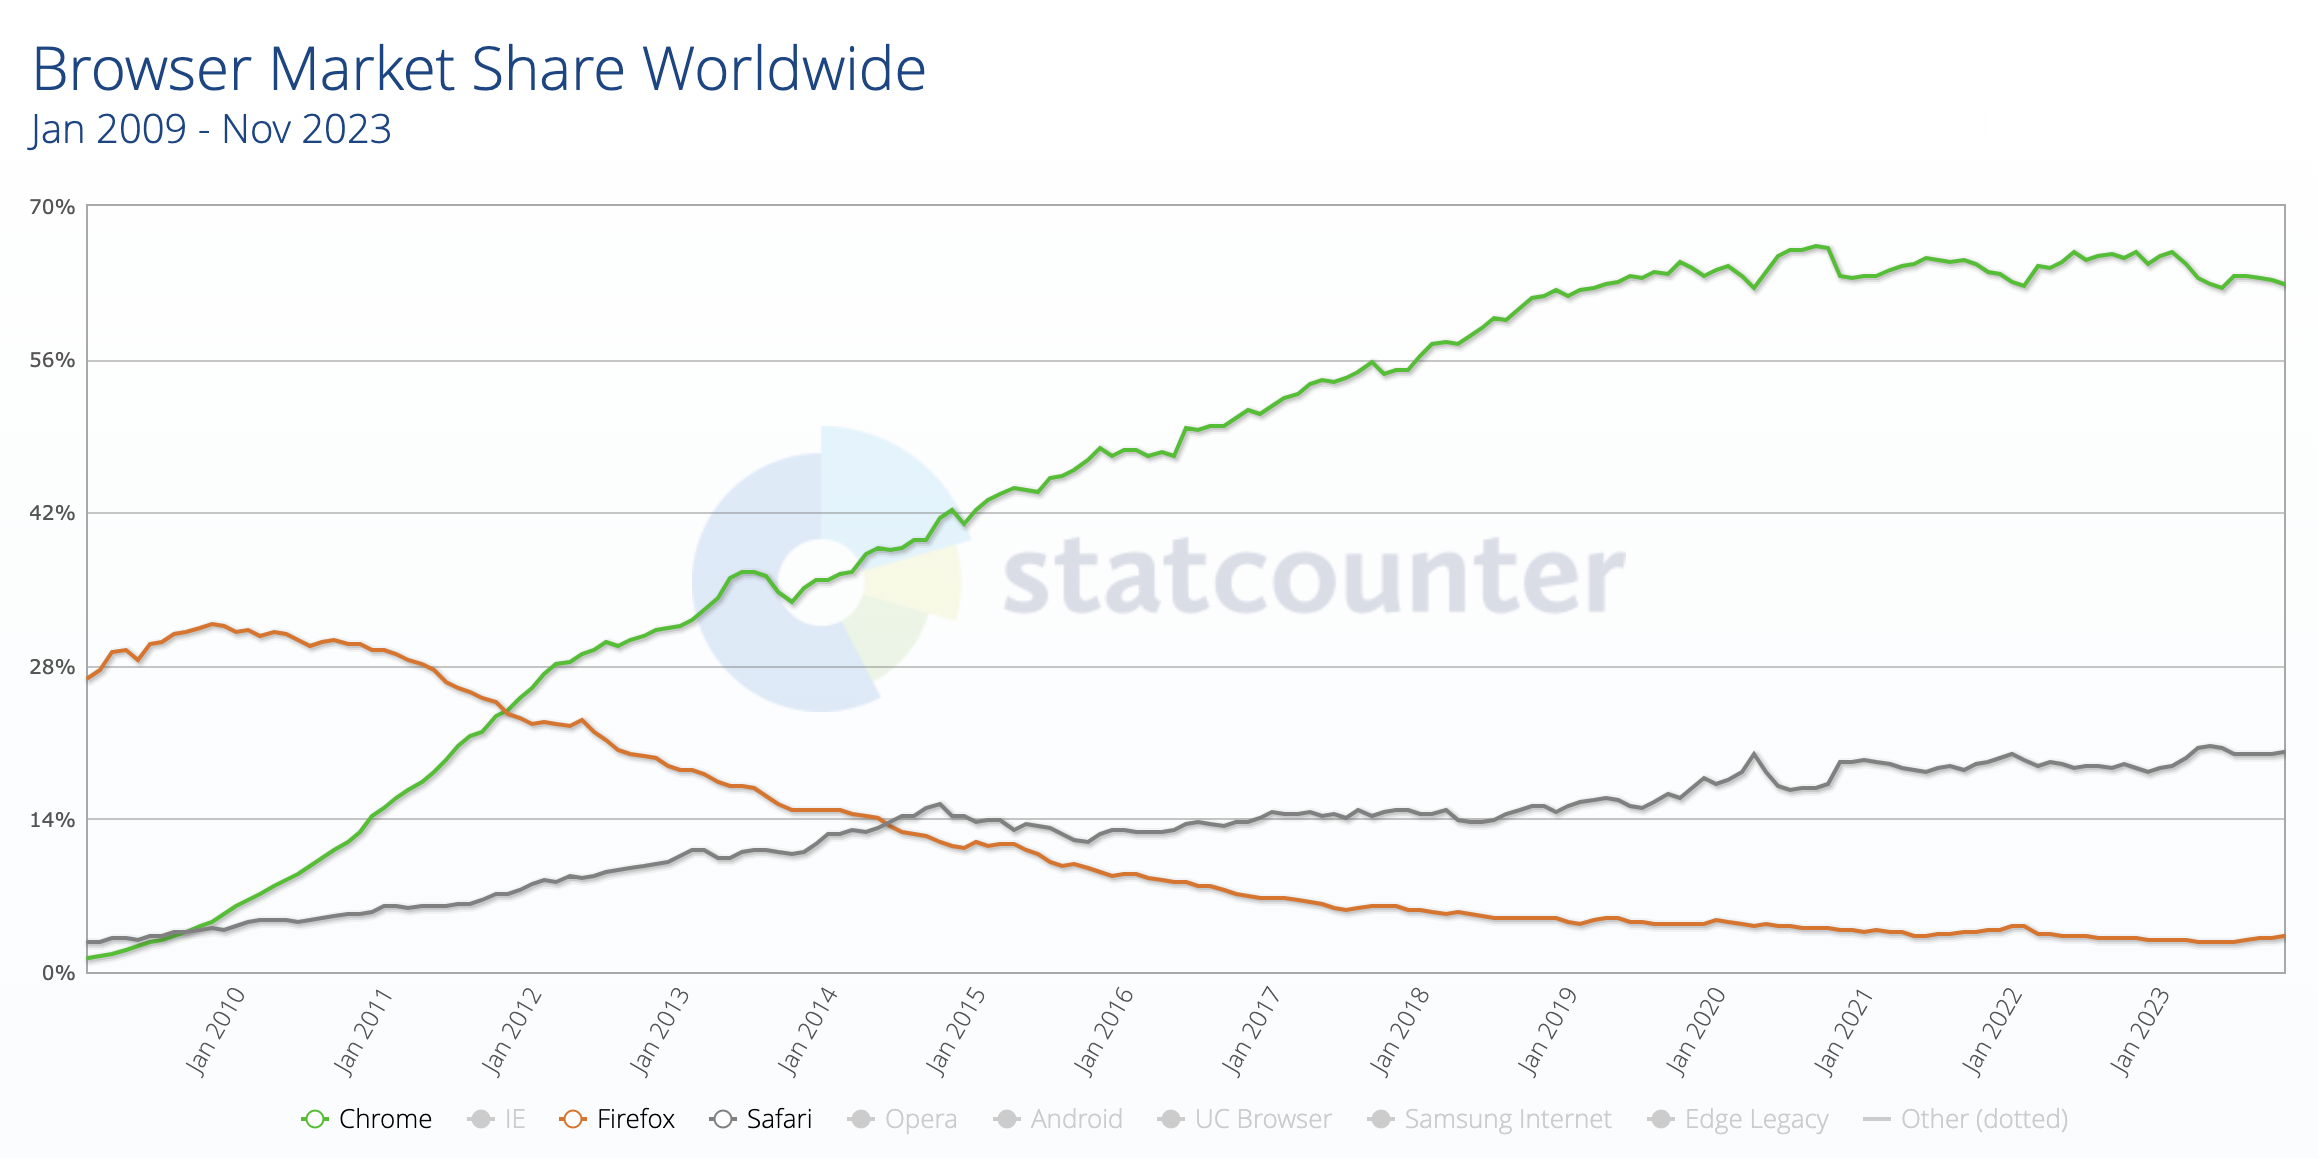 Browser Market Share Worldwide
Jan 2009 - Nov 2023
70%
56%
42%
28%
14%
0%
statcounter
Jan 2010 Jan 2011 Jan 2012 Jan 2013 Jan 2014 Jan 2015 Jan 2016 Jan 2017 Jan 2018 Jan 2019 Jan 2020 Jan 2021 Jan 2022 Jan 2023
Chrome IE Firefox Safari Opera Android UC Browser Samsung Internet Edge Legacy Other (dotted)